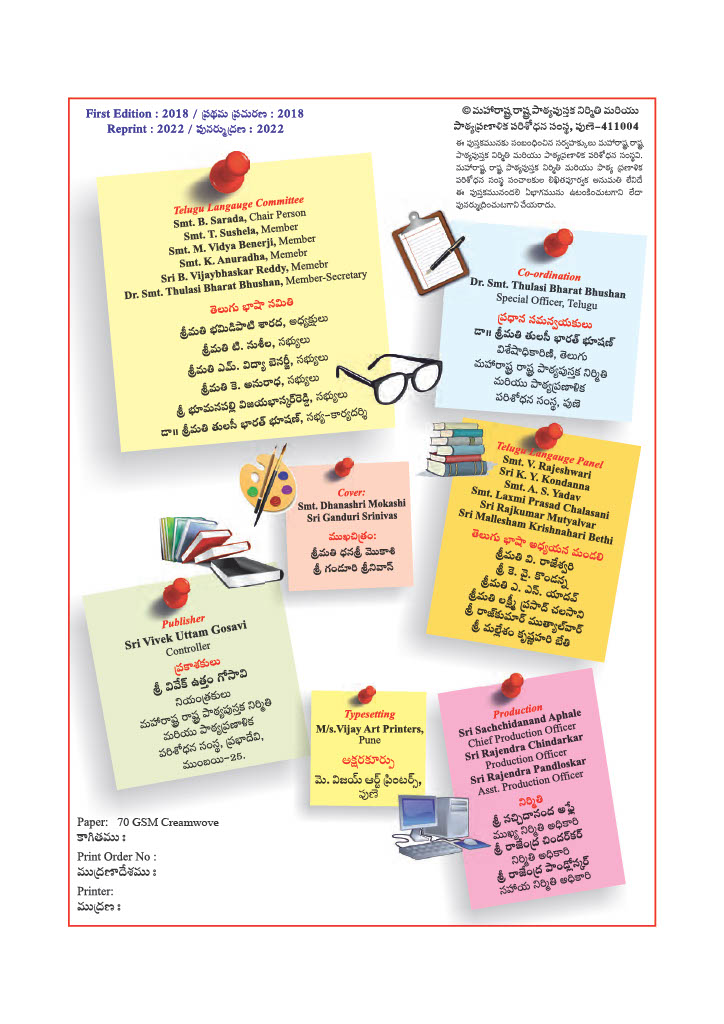 First Edition : 2018 / ప్రథమ ప్రచురణ : 2018
Reprint : 2022 / పునర్ముద్రణ : 2022
© మహారాష్ట్ర రాష్ట్ర పాఠ్యపుస్తక నిర్మితి మరియు
పాఠ్యప్రణాళిక పరిశోధన సంస్థ, పుణె-411004
ఈ పుస్తకమునకు సంబంధించిన సర్వహక్కులు మహారాష్ట్ర రాష్ట్ర
పాఠ్యపుస్తక నిర్మితి మరియు పాఠ్యప్రణాళిక పరిశోధన సంస్థవి.
మహారాష్ట్ర రాష్ట్ర పాఠ్యపుస్తక నిర్మితి మరియు పాఠ్య ప్రణాళిక
పరిశోధన సంస్థ సంచాలకుల లిఖితపూర్వక అనుమతి లేనిదే
ఈ పుస్తకమునందలి ఏభాగమును ఉటంకించుటగాని లేదా
పునర్ముద్రించుటగాని చేయరాదు.
Telugu Langauge Committee
Smt. B. Sarada, Chair Person
Smt. T. Sushela, Member
Smt. M. Vidya Benerji, Member
Smt. K. Anuradha, Memebr
Sri B. Vijaybhaskar Reddy, Memebr
Dr. Smt. Thulasi Bharat Bhushan, Member-Secretary
తెలుగు భాషా సమితి
శ్రీమతి భమిడిపాటి శారద, అధ్యక్షులు
శ్రీమతి టి. సుశీల, సభ్యులు
శ్రీమతి ఎమ్. విద్యా బెనర్జీ, సభ్యులు
శ్రీమతి కె. అనురాధ, సభ్యులు
శ్రీ భూమనపల్లి విజయభాస్కర్‌రెడ్డి, సభ్యులు
డా॥ శ్రీమతి తులసీ భారత్ భూషణ్, సభ్య-కార్యదర్శి
Co-ordination
Dr. Smt. Thulasi Bharat Bhushan
Special Officer, Telugu
ప్రధాన సమన్వయకులు
డా॥ శ్రీమతి తులసీ భారత్ భూషణ్
విశేషాధికారిణి, తెలుగు
మహారాష్ట్ర రాష్ట్ర పాఠ్యపుస్తక నిర్మితి
మరియు పాఠ్యప్రణాళిక
పరిశోధన సంస్థ, పుణె
Telugu Langauge Panel
Smt. V. Rajeshwari
Sri K. Y. Kondanna
Smt. A. S. Yadav
Smt. Laxmi Prasad Chalasani
Sri Rajkumar Mutyalvar
Sri Mallesham Krishnahari Bethi
తెలుగు భాషా అధ్యయన మండలి
శ్రీమతి వి. రాజేశ్వరి
శ్రీ కె. వై. కొండన్న
శ్రీమతి ఎ. ఎస్. యాదవ్
శ్రీమతి లక్ష్మీ ప్రసాద్ చలసాని
శ్రీ రాజ్‌కుమార్ ముత్యాల్‌వార్
శ్రీ మల్లేశం కృష్ణహరి బేతి
Cover:
Smt. Dhanashri Mokashi
Sri Ganduri Srinivas
ముఖచిత్రం:
శ్రీమతి ధనశ్రీ మొకాశి
శ్రీ గండూరి శ్రీనివాస్
Publisher
Sri Vivek Uttam Gosavi
Controller
ప్రకాశకులు
శ్రీ వివేక్ ఉత్తం గోసావి
నియంత్రకులు
మహారాష్ట్ర రాష్ట్ర పాఠ్యపుస్తక నిర్మితి
మరియు పాఠ్యప్రణాళిక
పరిశోధన సంస్థ, ప్రభాదేవి,
ముంబయి-25.
Typesetting
M/s.Vijay Art Printers,
Pune
అక్షరకూర్పు
మె. విజయ్ ఆర్ట్ ప్రింటర్స్,
పుణె
Production
Sri Sachchidanand Aphale
Chief Production Officer
Sri Rajendra Chindarkar
Production Officer
Sri Rajendra Pandloskar
Asst. Production Officer
నిర్మితి
శ్రీ సచ్చిదానంద అఫ్లే
ముఖ్య నిర్మితి అధికారి
శ్రీ రాజేంద్ర చిందర్‌కర్
నిర్మితి అధికారి
శ్రీ రాజేంద్ర పాండ్లోస్కర్
సహాయ నిర్మితి అధికారి
Paper: 70 GSM Creamwove
కాగితము :
Print Order No :
ముద్రణాదేశము :
Printer:
ముద్రణ :